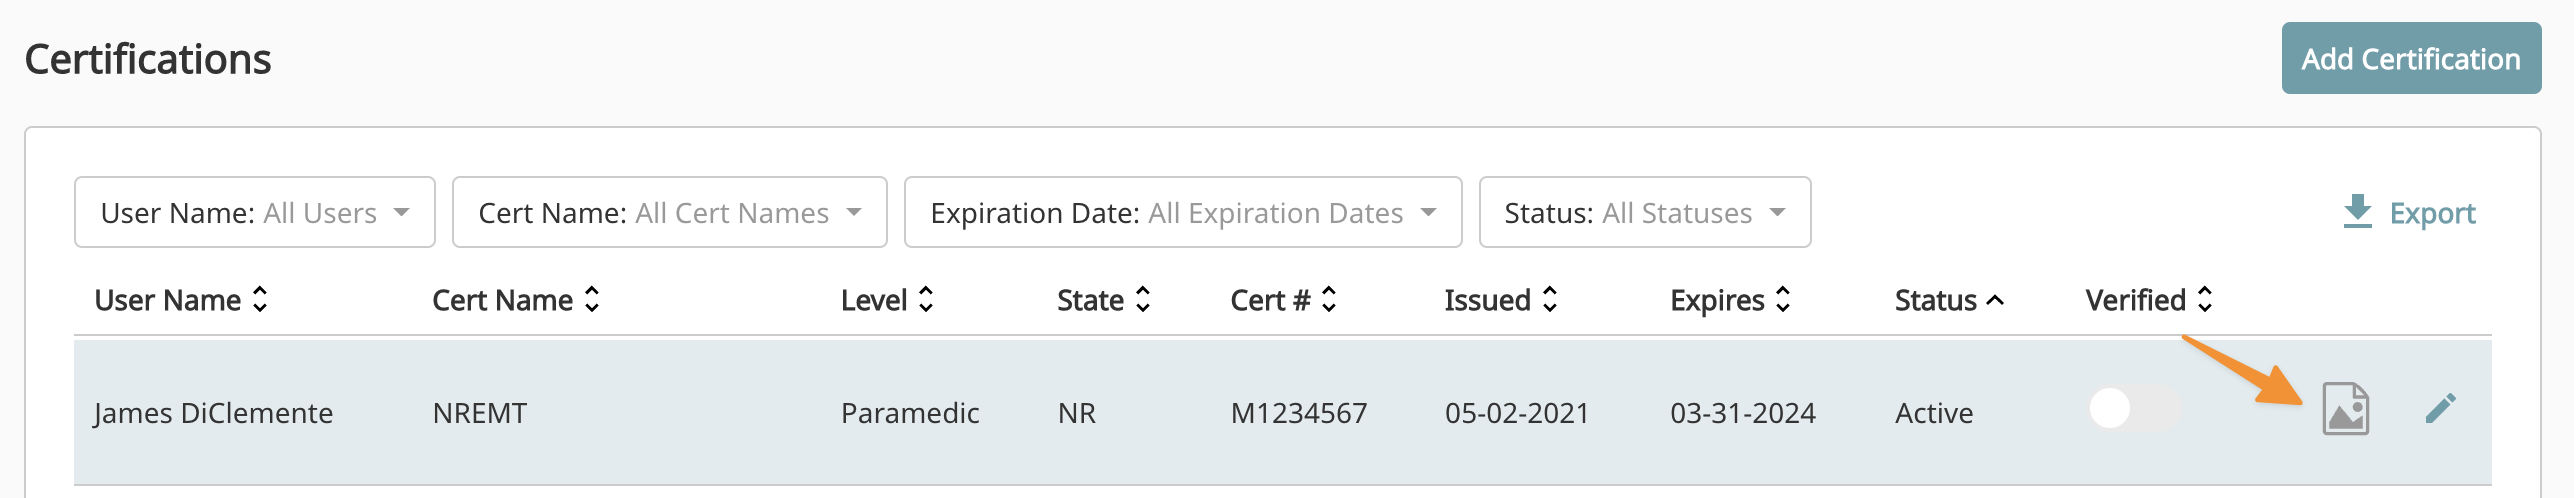 Certifications
Add Certification
User Name: All Users
Cert Name: All Cert Names
Expiration Date: All Expiration Dates
Status: All Statuses
Export
User Name Cert Name Level State Cert # Issued Expires Status Verified
James DiClemente NREMT Paramedic NR M1234567 05-02-2021 03-31-2024 Active